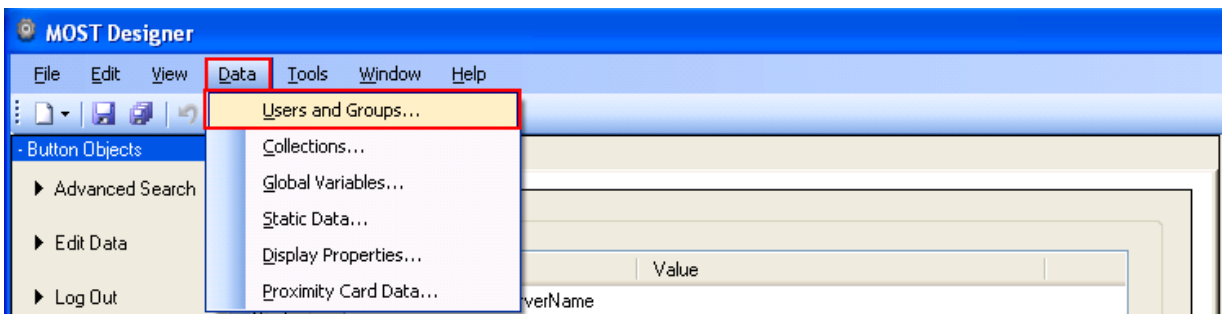 MOST Designer
File Edit View Data Tools Window Help
Users and Groups...
- Button Objects
Collections...
Advanced Search
Global Variables...
Static Data...
Edit Data
Display Properties...
Value
Log Out
Proximity Card Data...
verName